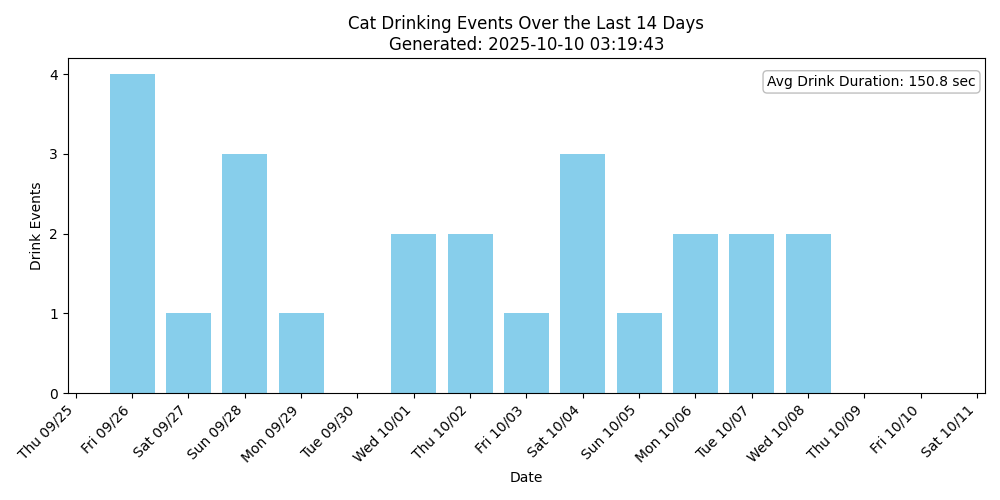 Cat Drinking Events Over the Last 14 Days
Generated: 2025-10-10 03:19:43
Avg Drink Duration: 150.8 sec
Drink Events
4
3
2
1
0
Thu 09/25
Fri 09/26
Sat 09/27
Sun 09/28
Mon 09/29
Tue 09/30
Wed 10/01
Thu 10/02
Fri 10/03
Sat 10/04
Sun 10/05
Mon 10/06
Tue 10/07
Wed 10/08
Thu 10/09
Fri 10/10
Sat 10/11
Date